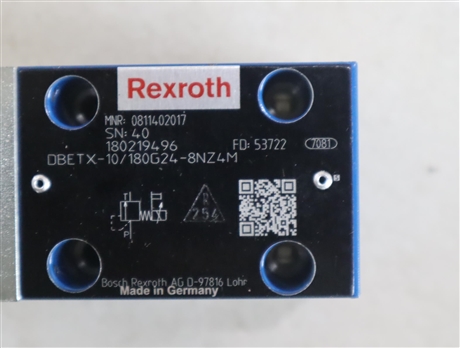 Rexroth
MNR: 0811402017
SN: 40
180219496 FD: 53722 7081
DBETX-10/180G24-8NZ4M
R
254
P
Bosch Rexroth AG D-97816 Lohr
Made in Germany